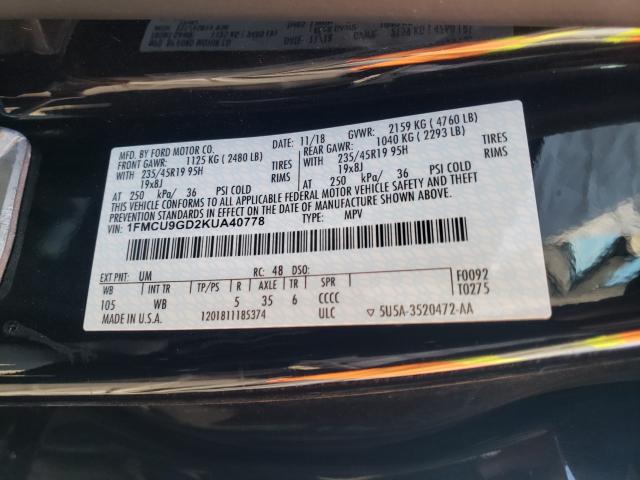 MFD. BY FORD MOTOR CO.
11/18 GVWR: 2159 KG ( 4760 LB)
FRONT GAWR: 1125 KG ( 2480 LB)
REAR GAWR: 1040 KG ( 2293 LB)
WITH 235/45R19 95H TIRES
WITH 235/45R19 95H TIRES
19x8J RIMS
19x8J RIMS
AT 250 kPa/ 36 PSI COLD
AT 250 kPa/ 36 PSI COLD
THIS VEHICLE CONFORMS TO ALL APPLICABLE FEDERAL MOTOR VEHICLE SAFETY AND THEFT
PREVENTION STANDARDS IN EFFECT ON THE DATE OF MANUFACTURE SHOWN ABOVE.
VIN: 1FMCU9GD2KUA40778
TYPE: MPV
EXT PNT: UM RC: 48 DSO:
F0092
WB INT TR TP/PS R AXLE TR SPR
T0275
105 WB 5 35 6 CCCC
MADE IN U.S.A. 1201811185374 ULC ▽ 5U5A-3520472-AA